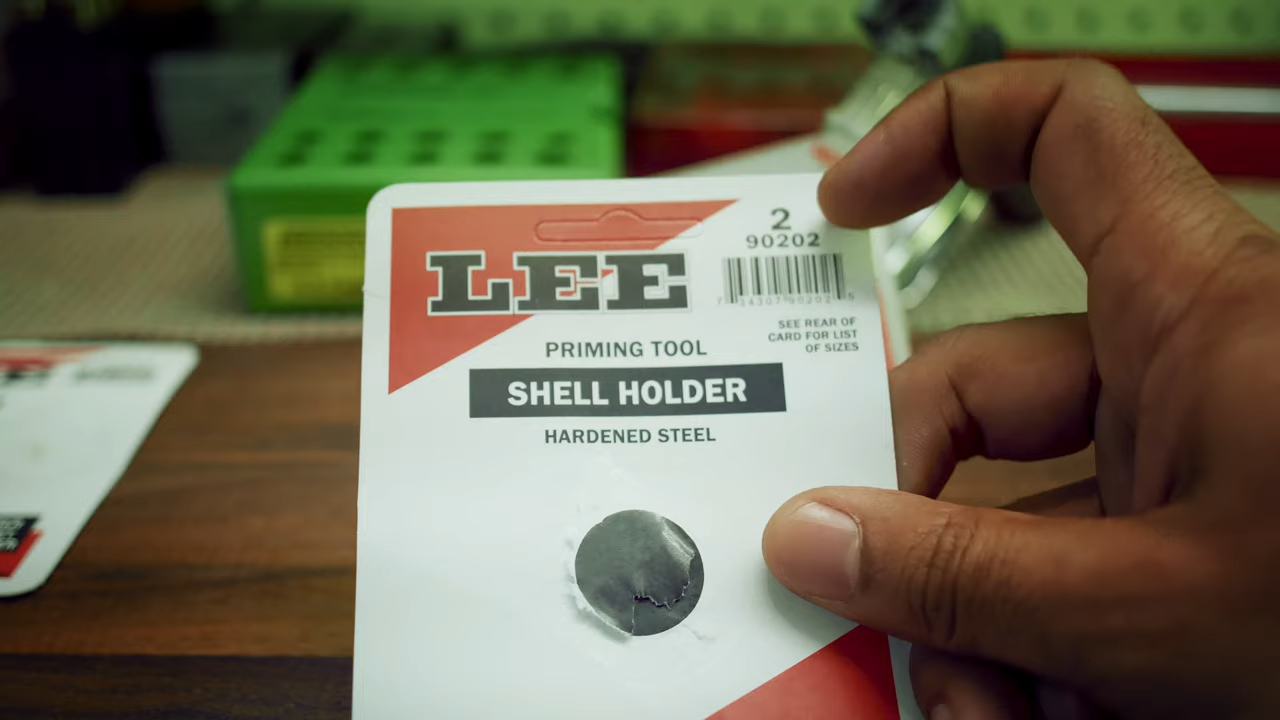 2
90202
LEE
SEE REAR OF
CARD FOR LIST
OF SIZES
PRIMING TOOL
SHELL HOLDER
HARDENED STEEL